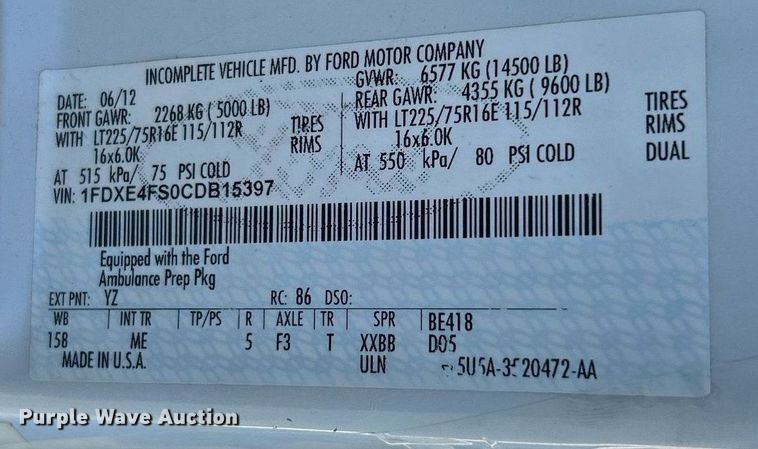 INCOMPLETE VEHICLE MFD. BY FORD MOTOR COMPANY
DATE: 06/12 GVWR: 6577 KG (14500 LB)
FRONT GAWR: 2268 KG ( 5000 LB) REAR GAWR: 4355 KG ( 9600 LB)
WITH LT225/75R16E 115/112R TIRES WITH LT225/75R16E 115/112R TIRES
16x6.0K RIMS 16x6.0K RIMS
AT 515 kPa/ 75 PSI COLD AT 550 kPa/ 80 PSI COLD DUAL
VIN: 1FDXE4FS0CDB15397
Equipped with the Ford
Ambulance Prep Pkg
EXT PNT: YZ RC: 86 DSO:
WB | INT TR | TP/PS | R | AXLE | TR | SPR | BE418
158 ME 5 F3 T XXBB D05
MADE IN U.S.A. ULN 5U5A-3520472-AA
Purple Wave Auction